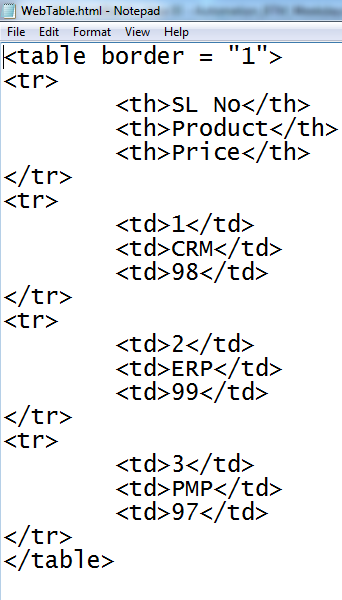 WebTable.html - Notepad
File Edit Format View Help
<table border = "1">
<tr>
<th>SL No</th>
<th>Product</th>
<th>Price</th>
</tr>
<tr>
<td>1</td>
<td>CRM</td>
<td>98</td>
</tr>
<tr>
<td>2</td>
<td>ERP</td>
<td>99</td>
</tr>
<tr>
<td>3</td>
<td>PMP</td>
<td>97</td>
</tr>
</table>